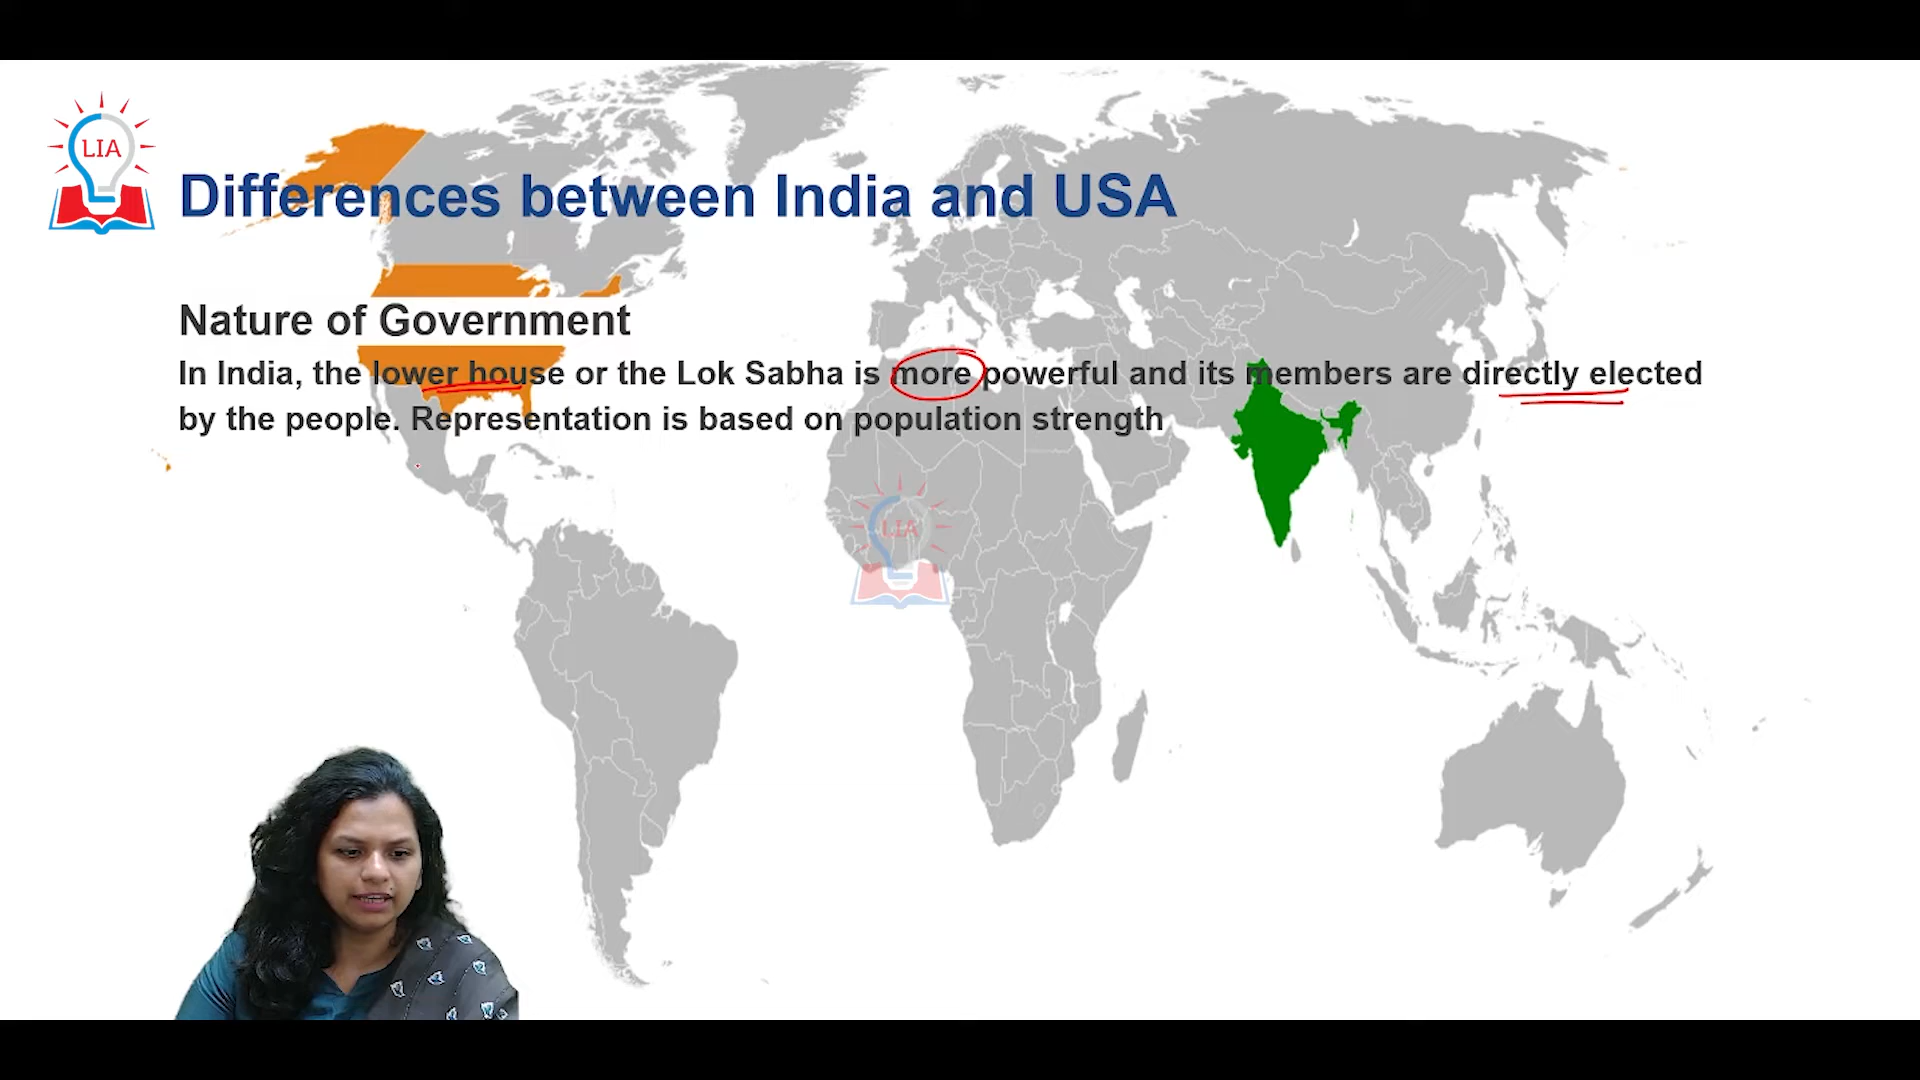 LIA
Differences between India and USA
Nature of Government
In India, the lower house or the Lok Sabha is more powerful and its members are directly elected
by the people. Representation is based on population strength
LIA